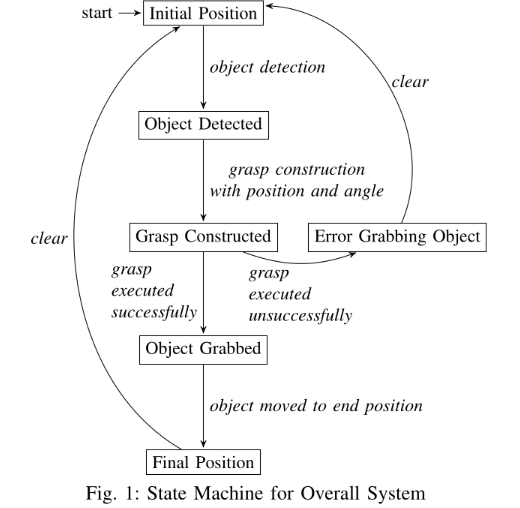 start
Initial Position
object detection
clear
Object Detected
grasp construction
with position and angle
clear
Grasp Constructed
Error Grabbing Object
grasp
executed
successfully
grasp
executed
unsuccessfully
Object Grabbed
object moved to end position
Final Position
Fig. 1: State Machine for Overall System